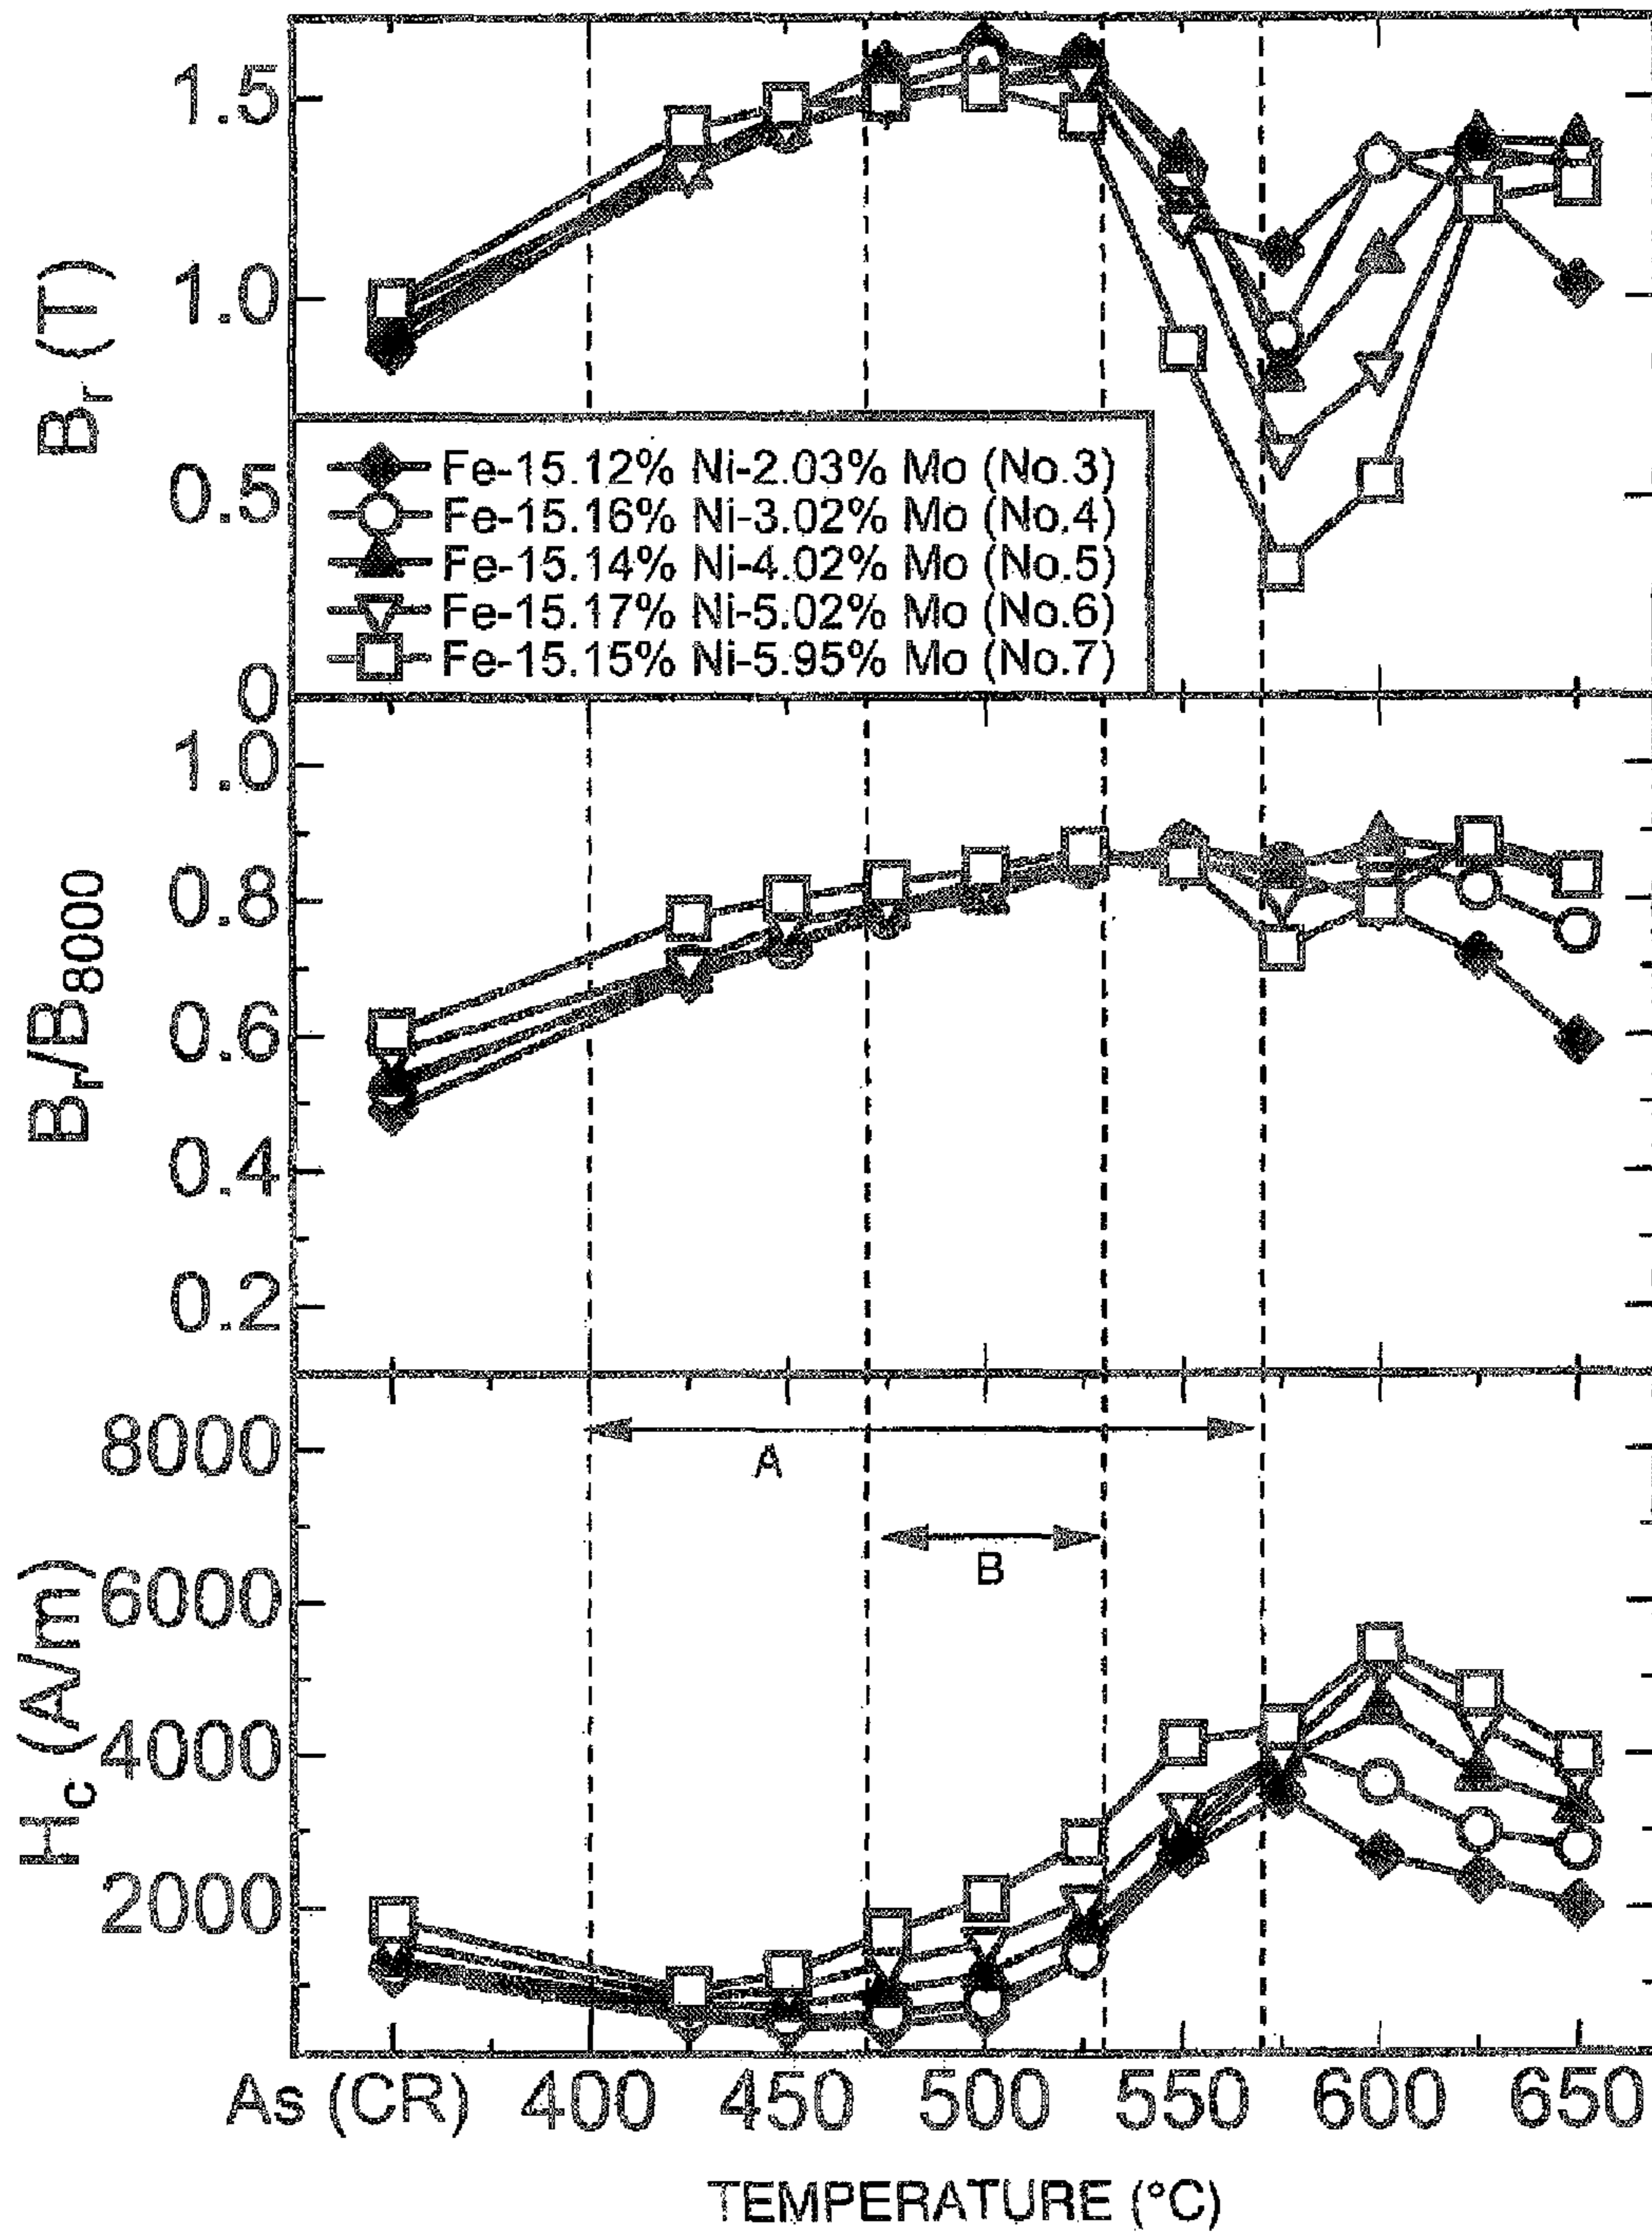 Br (T)
1.5
1.0
0.5
0
Fe-15.12% Ni-2.03% Mo (No.3)
Fe-15.16% Ni-3.02% Mo (No.4)
Fe-15.14% Ni-4.02% Mo (No.5)
Fe-15.17% Ni-5.02% Mo (No.6)
Fe-15.15% Ni-5.95% Mo (No.7)
Br/B8000
1.0
0.8
0.6
0.4
0.2
Hc (A/m)
8000
6000
4000
2000
A
B
As (CR) 400 450 500 550 600 650
TEMPERATURE (°C)